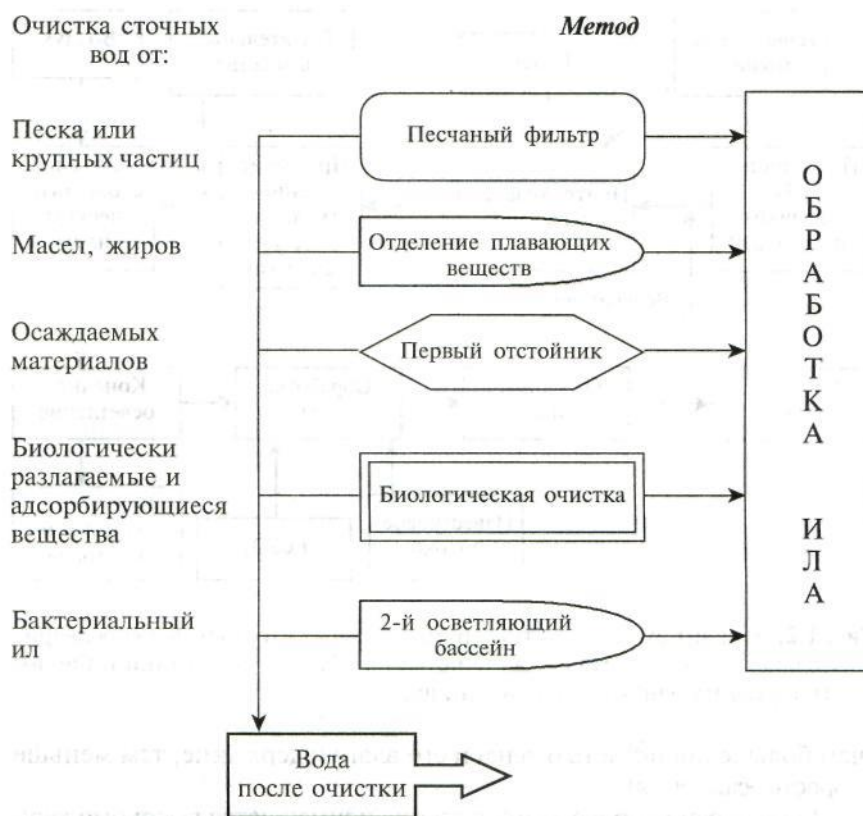 Очистка сточных
вод от:
Метод
Песка или
крупных частиц
Песчаный фильтр
Масел, жиров
Отделение плавающих
веществ
Осаждаемых
материалов
Первый отстойник
Биологически
разлагаемые и
адсорбирующиеся
вещества
Биологическая очистка
Бактериальный
ил
2-й осветляющий
бассейн
ОБРАБОТКА ИЛА
Вода
после очистки